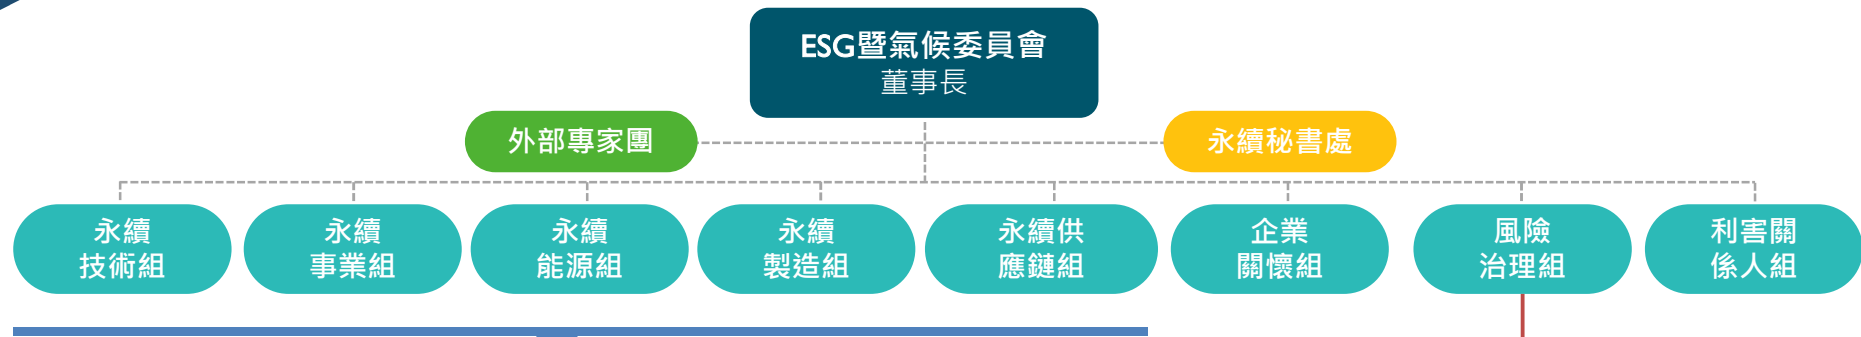 ESG暨氣候委員會
董事長
外部專家團
永續秘書處
永續
技術組
永續
事業組
永續
能源組
永續
製造組
永續供
應鏈組
企業
關懷組
風險
治理組
利害關
係人組